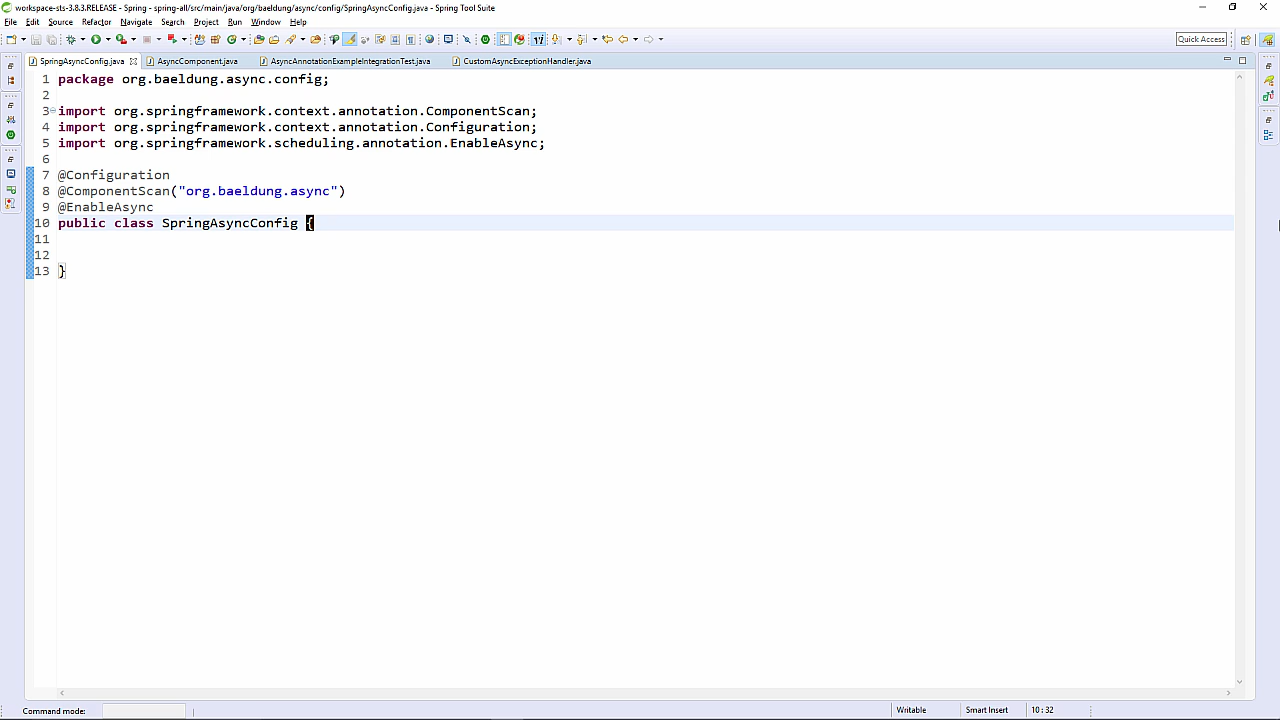 workspace-sts-3.8.3.RELEASE - Spring - spring-all/src/main/java/org/baeldung/async/config/SpringAsyncConfig.java - Spring Tool Suite
File Edit Source Refactor Navigate Search Project Run Window Help
Quick Access
SpringAsyncConfig.java AsyncComponent.java AsyncAnnotationExampleIntegrationTest.java CustomAsyncExceptionHandler.java
1 package org.baeldung.async.config;
2
3 import org.springframework.context.annotation.ComponentScan;
4 import org.springframework.context.annotation.Configuration;
5 import org.springframework.scheduling.annotation.EnableAsync;
6
7 @Configuration
8 @ComponentScan("org.baeldung.async")
9 @EnableAsync
10 public class SpringAsyncConfig {
11
12
13 }
Command mode: Writable Smart Insert 10 : 32